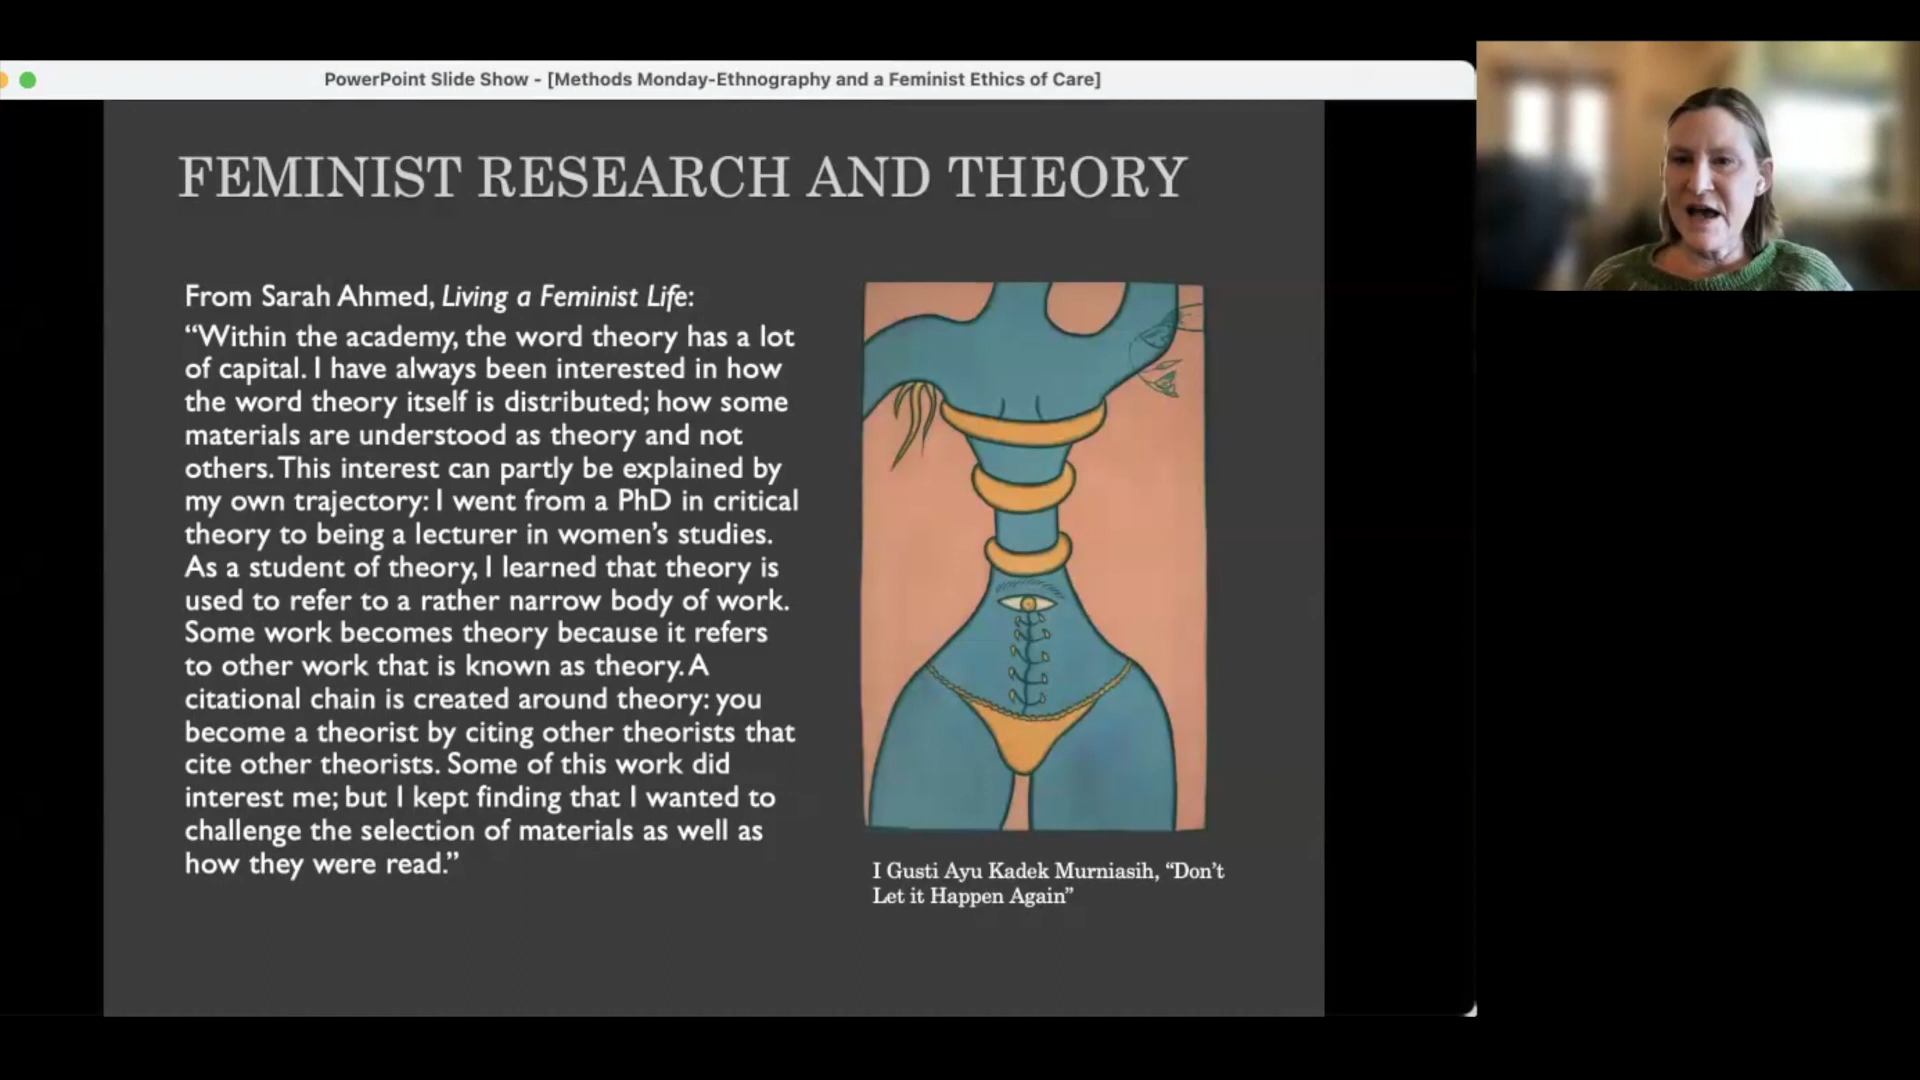 PowerPoint Slide Show - [Methods Monday-Ethnography and a Feminist Ethics of Care]
FEMINIST RESEARCH AND THEORY
From Sarah Ahmed, Living a Feminist Life:
“Within the academy, the word theory has a lot
of capital. I have always been interested in how
the word theory itself is distributed; how some
materials are understood as theory and not
others. This interest can partly be explained by
my own trajectory: I went from a PhD in critical
theory to being a lecturer in women’s studies.
As a student of theory, I learned that theory is
used to refer to a rather narrow body of work.
Some work becomes theory because it refers
to other work that is known as theory. A
citational chain is created around theory: you
become a theorist by citing other theorists that
cite other theorists. Some of this work did
interest me; but I kept finding that I wanted to
challenge the selection of materials as well as
how they were read.”
I Gusti Ayu Kadek Murniasih, “Don’t
Let it Happen Again”